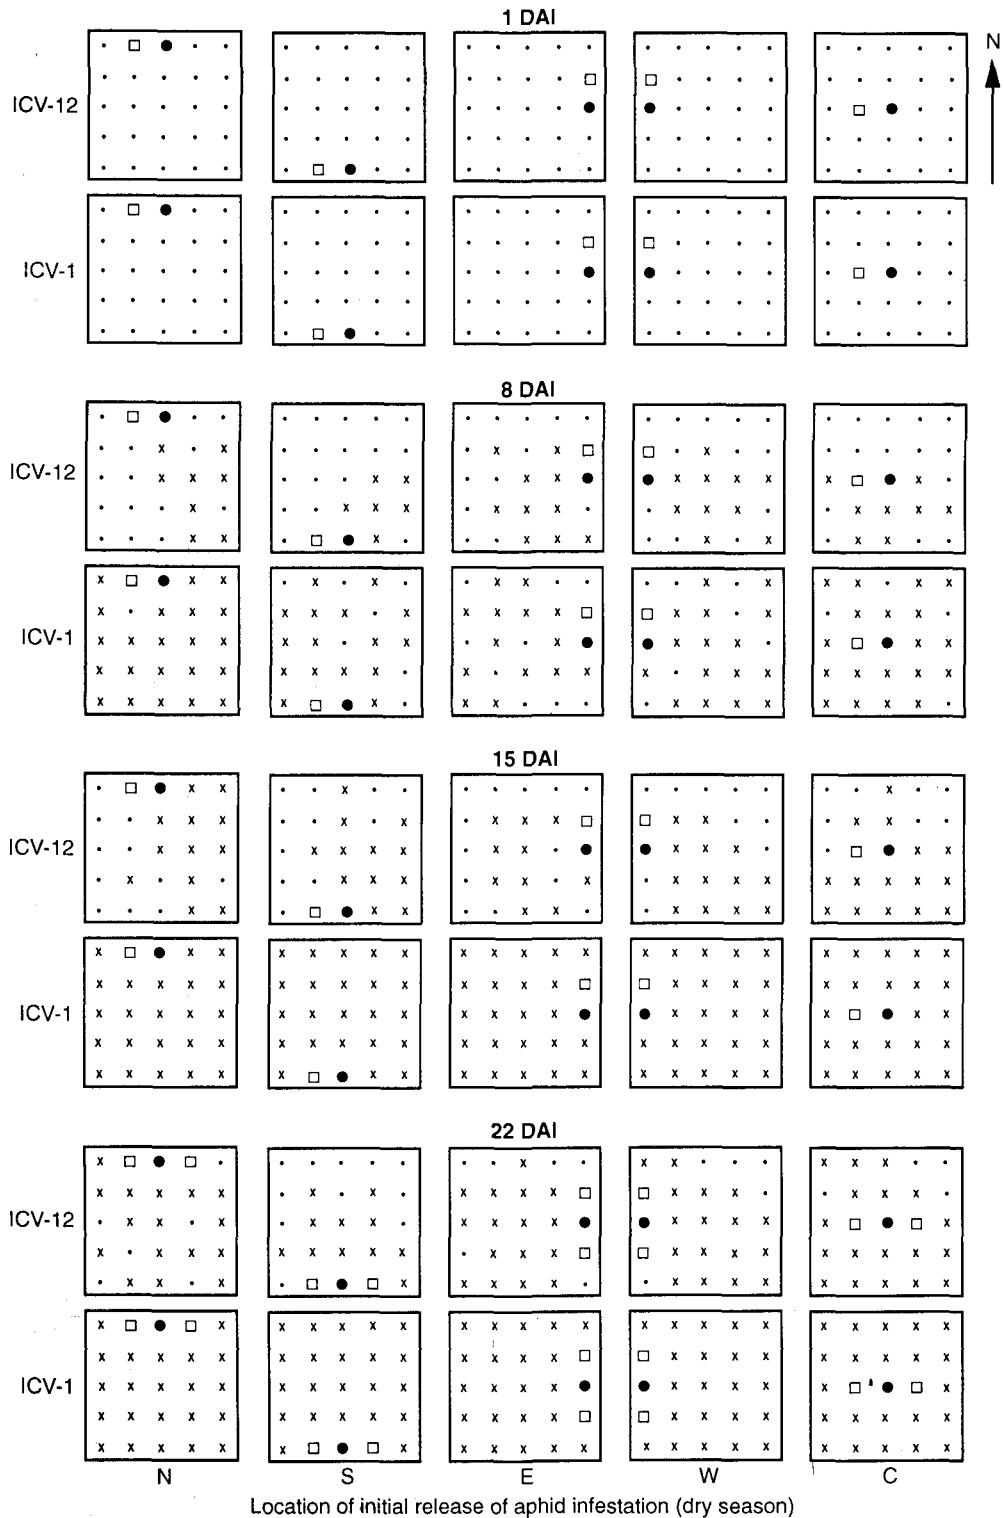 1 DAI
N
ICV-12
ICV-1
8 DAI
ICV-12
ICV-1
15 DAI
ICV-12
ICV-1
22 DAI
ICV-12
ICV-1
N S E W C
Location of initial release of aphid infestation (dry season)